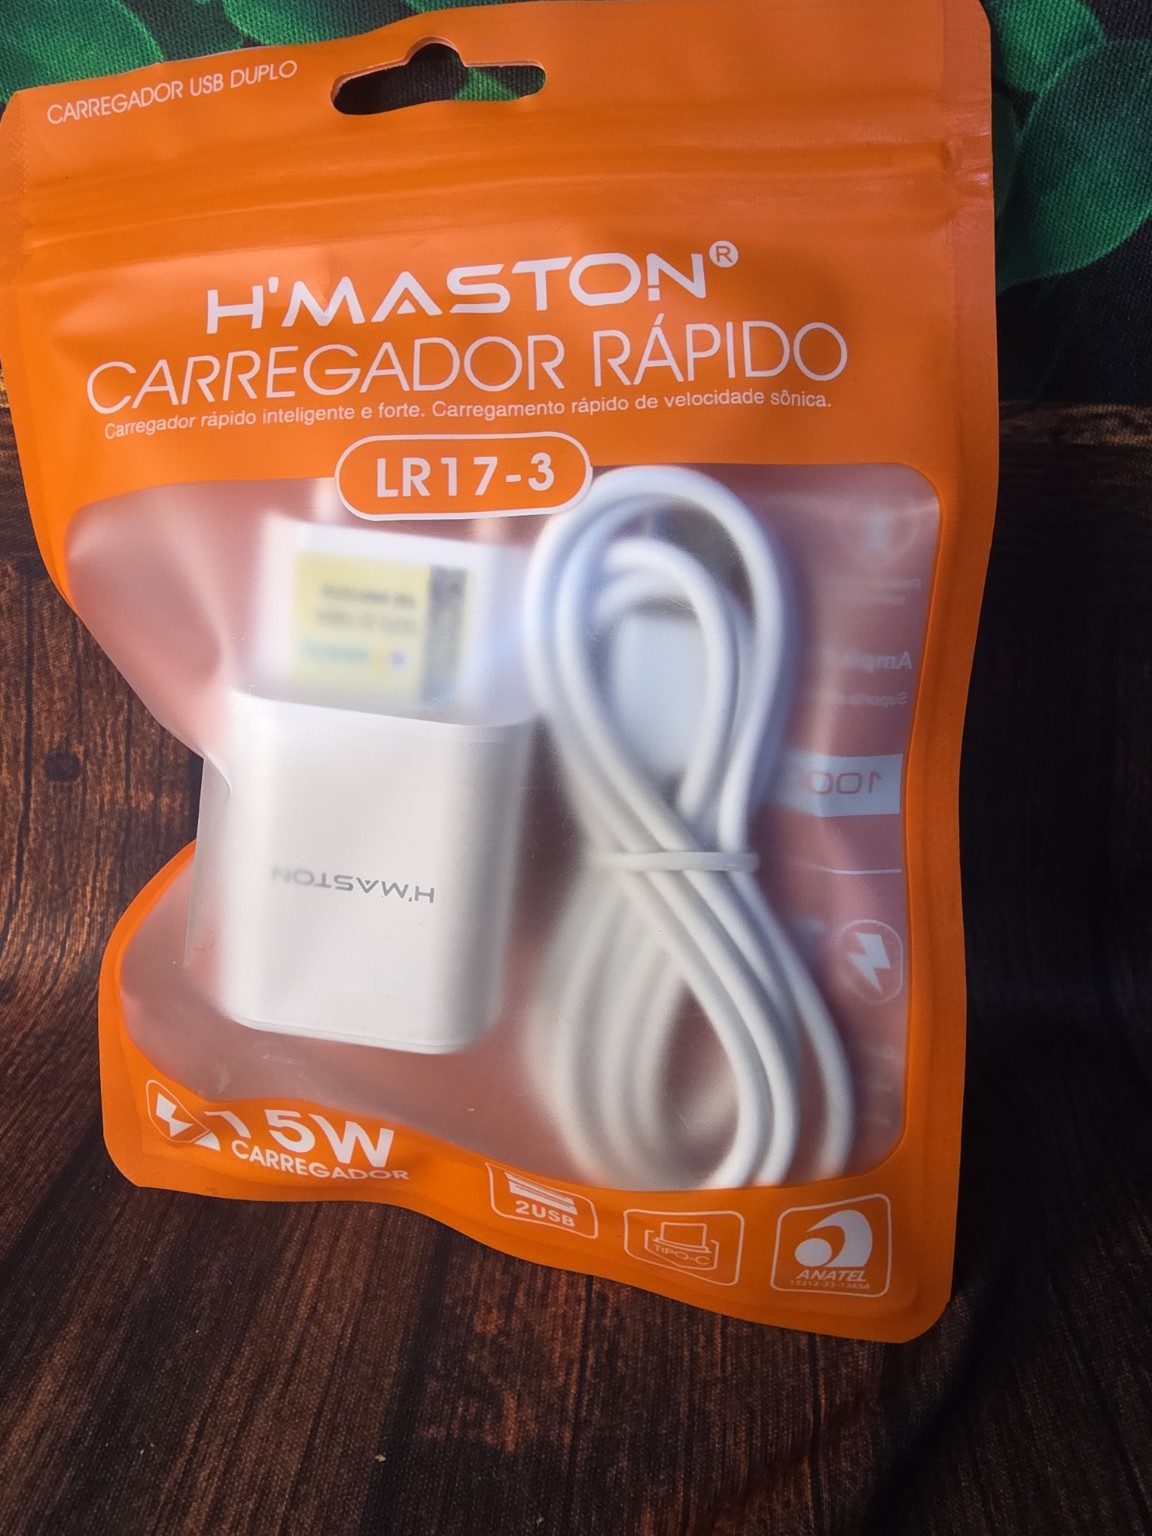 CARREGADOR USB DUPLO
H'MASTON®
CARREGADOR RÁPIDO
Carregador rápido inteligente e forte. Carregamento rápido de velocidade sônica.
LR17-3
H'MASTON
15W
CARREGADOR
2USB
TIPO-C
ANATEL